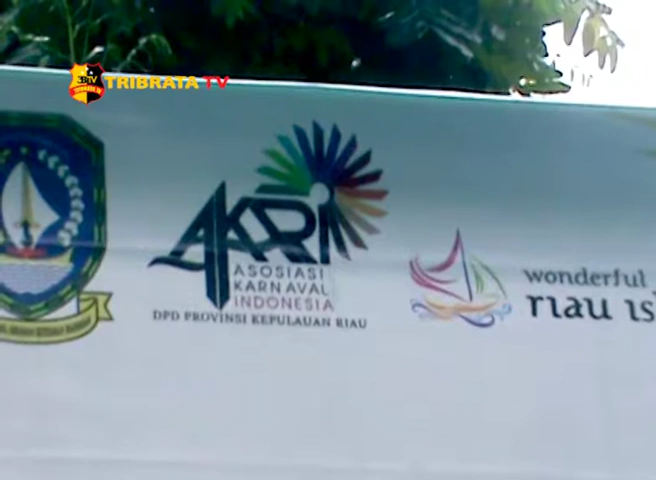 TRIBRATA TV
AKRI
ASOSIASI
KARNAVAL
INDONESIA
DPD PROVINSI KEPULAUAN RIAU
wonderful
riau